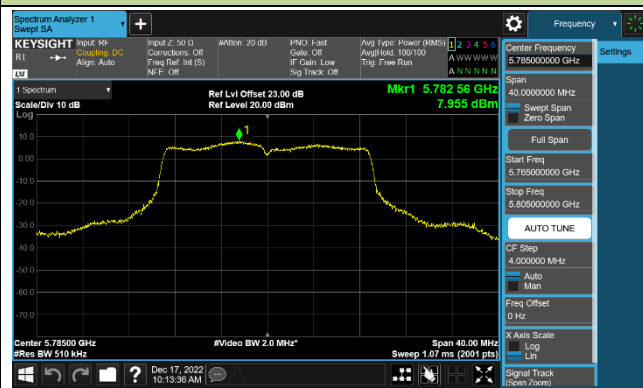 Spectrum Analyzer 1
Swept SA
Frequency
KEYSIGHT
RL
LXI
Input: RF
Coupling: DC
Align: Auto
Input Z: 50 Ω
Corrections: Off
Freq Ref: Int (S)
NFE: Off
#Atten: 20 dB
PNO: Fast
Gate: Off
IF Gain: Low
Sig Track: Off
Avg Type: Power (RMS)
Avg|Hold: 100/100
Trig: Free Run
1 2 3 4 5 6
A W W W W W
A N N N N N
Settings
1 Spectrum
Scale/Div 10 dB
Log
Ref Lvl Offset 23.00 dB
Ref Level 20.00 dBm
Mkr1 5.782 56 GHz
7.955 dBm
1
10.0
0.00
-10.0
-20.0
-30.0
-40.0
-50.0
-60.0
-70.0
Center 5.78500 GHz
#Res BW 510 kHz
#Video BW 2.0 MHz*
Span 40.00 MHz
Sweep 1.07 ms (2001 pts)
Center Frequency
5.785000000 GHz
Span
40.0000000 MHz
Swept Span
Zero Span
Full Span
Start Freq
5.765000000 GHz
Stop Freq
5.805000000 GHz
AUTO TUNE
CF Step
4.000000 MHz
Auto
Man
Freq Offset
0 Hz
X Axis Scale
Log
Lin
Signal Track
(Span Zoom)
?
Dec 17, 2022
10:13:36 AM